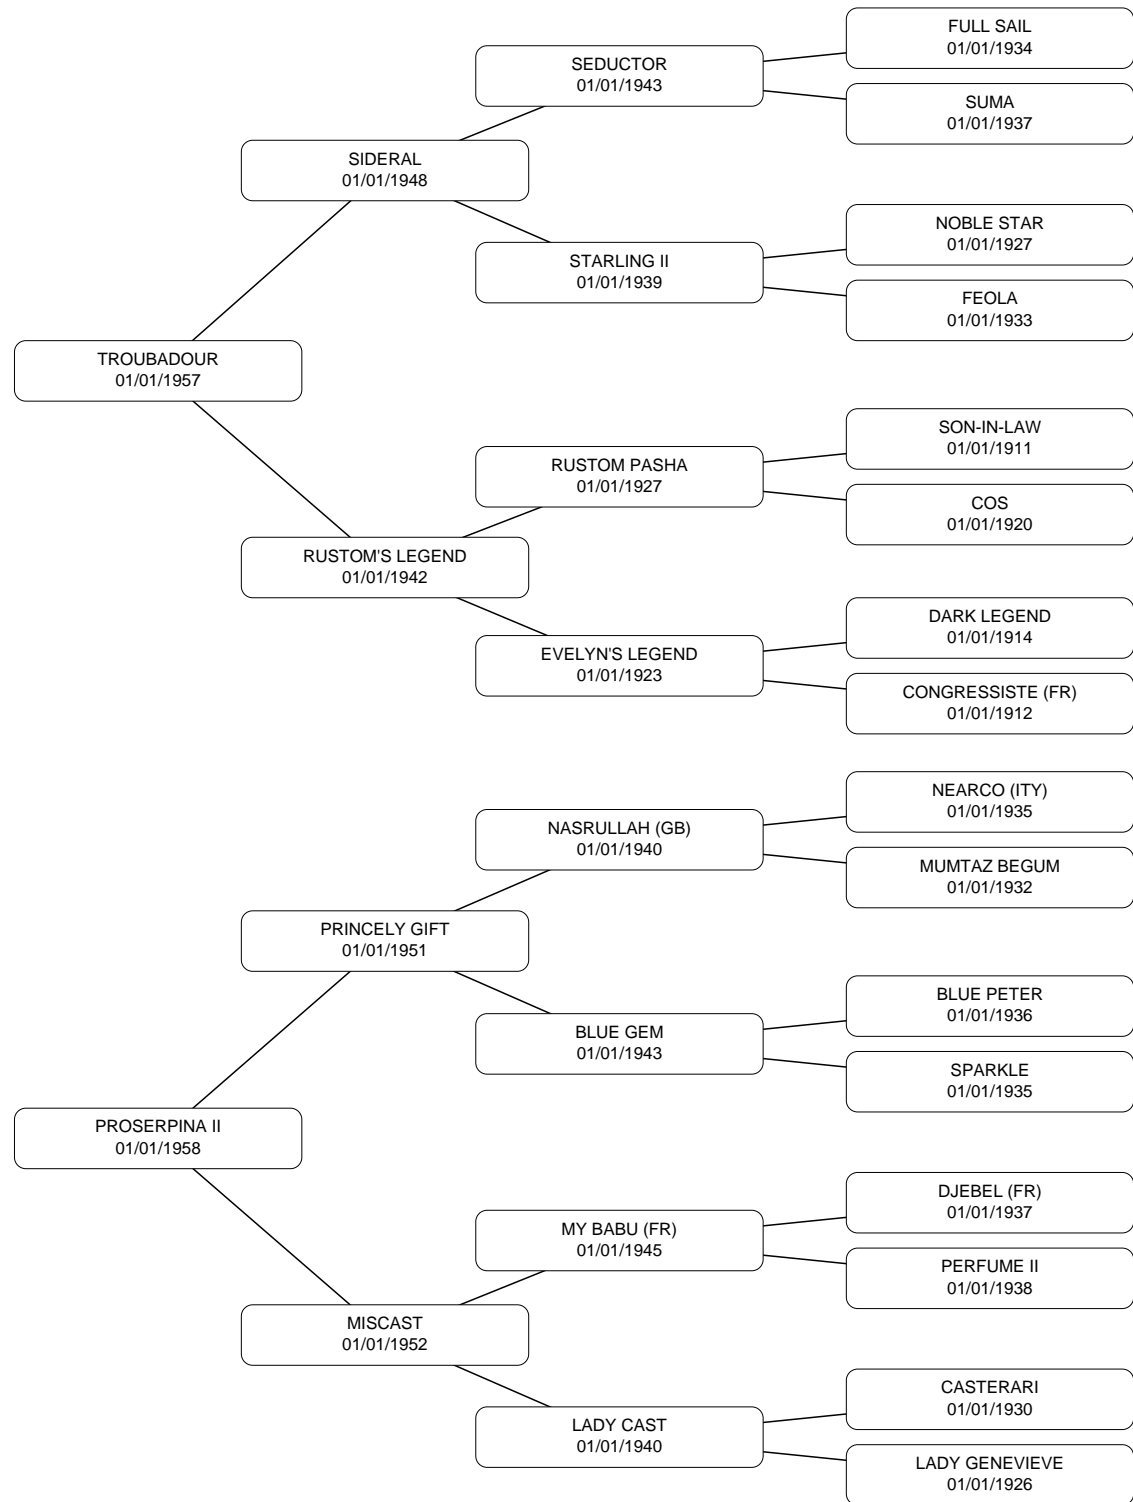 FULL SAIL
01/01/1934
SEDUCTOR
01/01/1943
SUMA
01/01/1937
SIDERAL
01/01/1948
NOBLE STAR
01/01/1927
STARLING II
01/01/1939
FEOLA
01/01/1933
TROUBADOUR
01/01/1957
SON-IN-LAW
01/01/1911
RUSTOM PASHA
01/01/1927
COS
01/01/1920
RUSTOM'S LEGEND
01/01/1942
DARK LEGEND
01/01/1914
EVELYN'S LEGEND
01/01/1923
CONGRESSISTE (FR)
01/01/1912
NEARCO (ITY)
01/01/1935
NASRULLAH (GB)
01/01/1940
MUMTAZ BEGUM
01/01/1932
PRINCELY GIFT
01/01/1951
BLUE PETER
01/01/1936
BLUE GEM
01/01/1943
SPARKLE
01/01/1935
PROSERPINA II
01/01/1958
DJEBEL (FR)
01/01/1937
MY BABU (FR)
01/01/1945
PERFUME II
01/01/1938
MISCAST
01/01/1952
CASTERARI
01/01/1930
LADY CAST
01/01/1940
LADY GENEVIEVE
01/01/1926